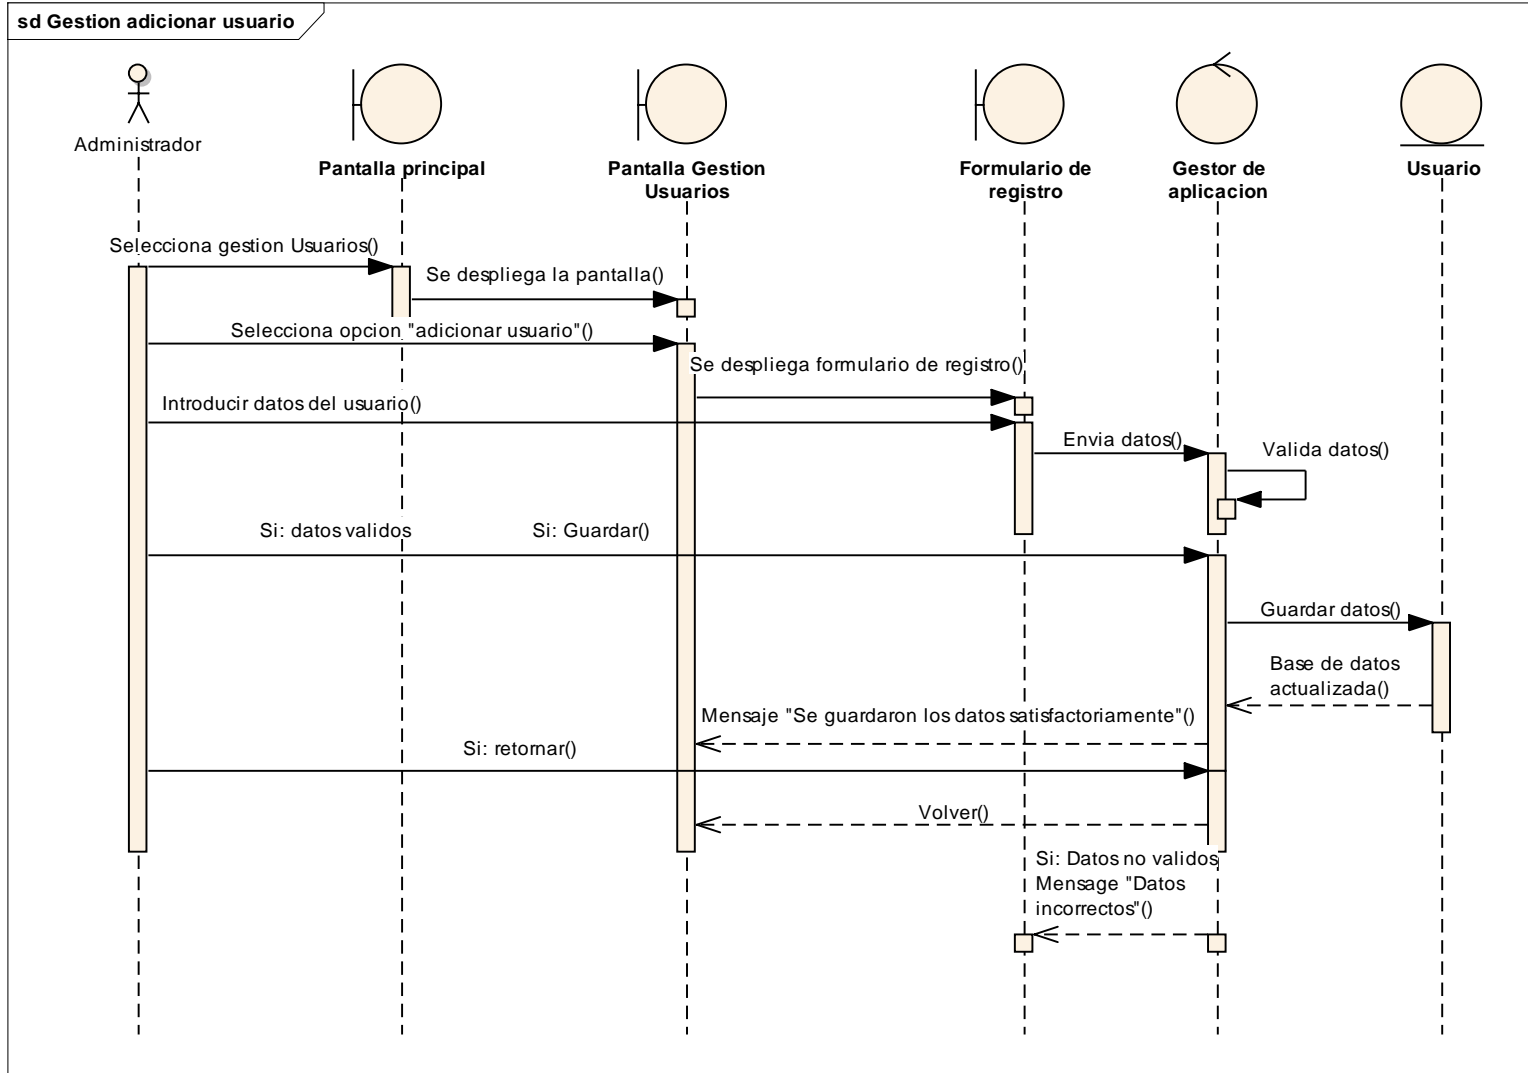 sd Gestion adicionar usuario
Administrador
Pantalla principal
Pantalla Gestion
Usuarios
Formulario de
registro
Gestor de
aplicacion
Usuario
Selecciona gestion Usuarios()
Se despliega la pantalla()
Selecciona opcion "adicionar usuario"()
Se despliega formulario de registro()
Introducir datos del usuario()
Envia datos()
Valida datos()
Si: datos validos
Si: Guardar()
Guardar datos()
Base de datos
actualizada()
Mensaje "Se guardaron los datos satisfactoriamente"()
Si: retornar()
Volver()
Si: Datos no validos
Mensage "Datos
incorrectos"()